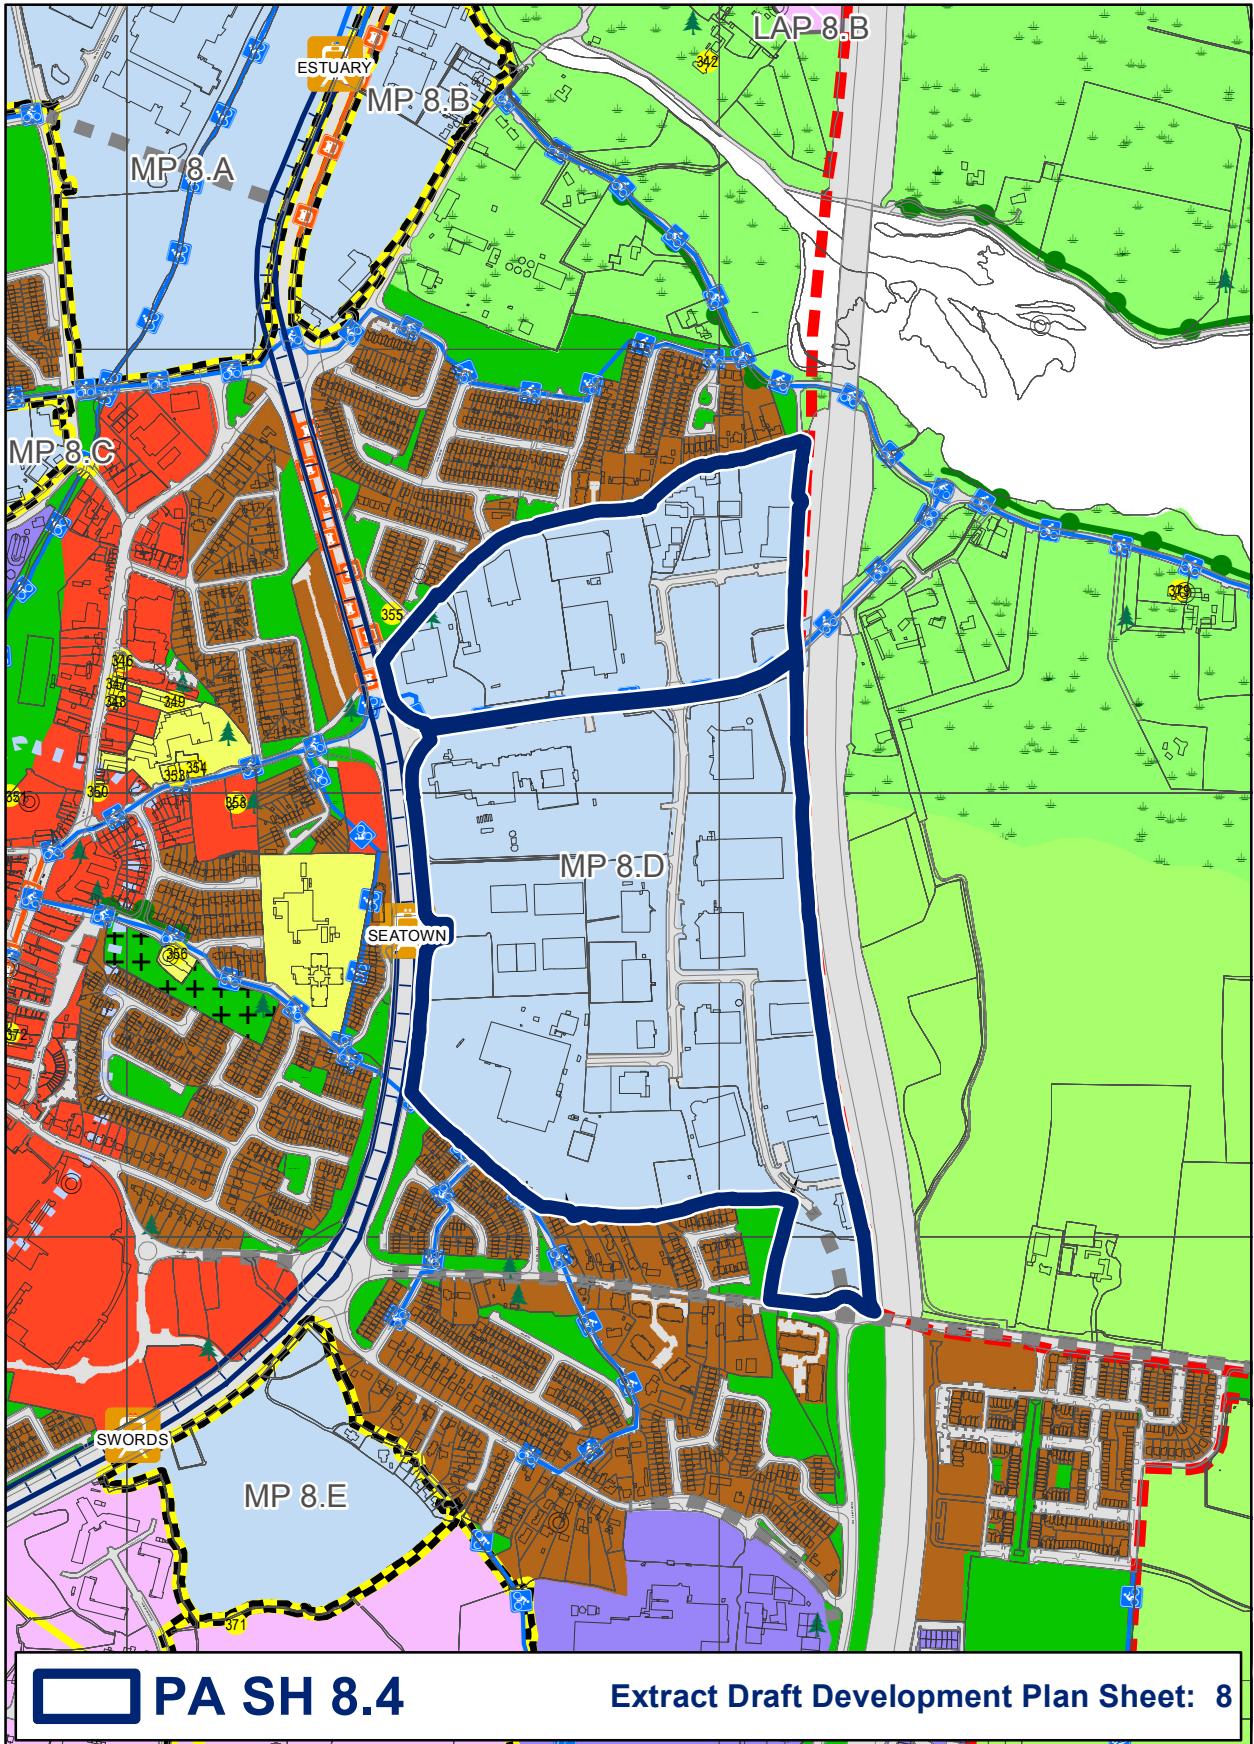 LAP 8.B
342
ESTUARY
MP 8.B
MP 8.A
MP 8.C
379
355
346
347
348
349
354
353
350
351
358
MP 8.D
SEATOWN
356
372
SWORDS
MP 8.E
371
PA SH 8.4
Extract Draft Development Plan Sheet: 8